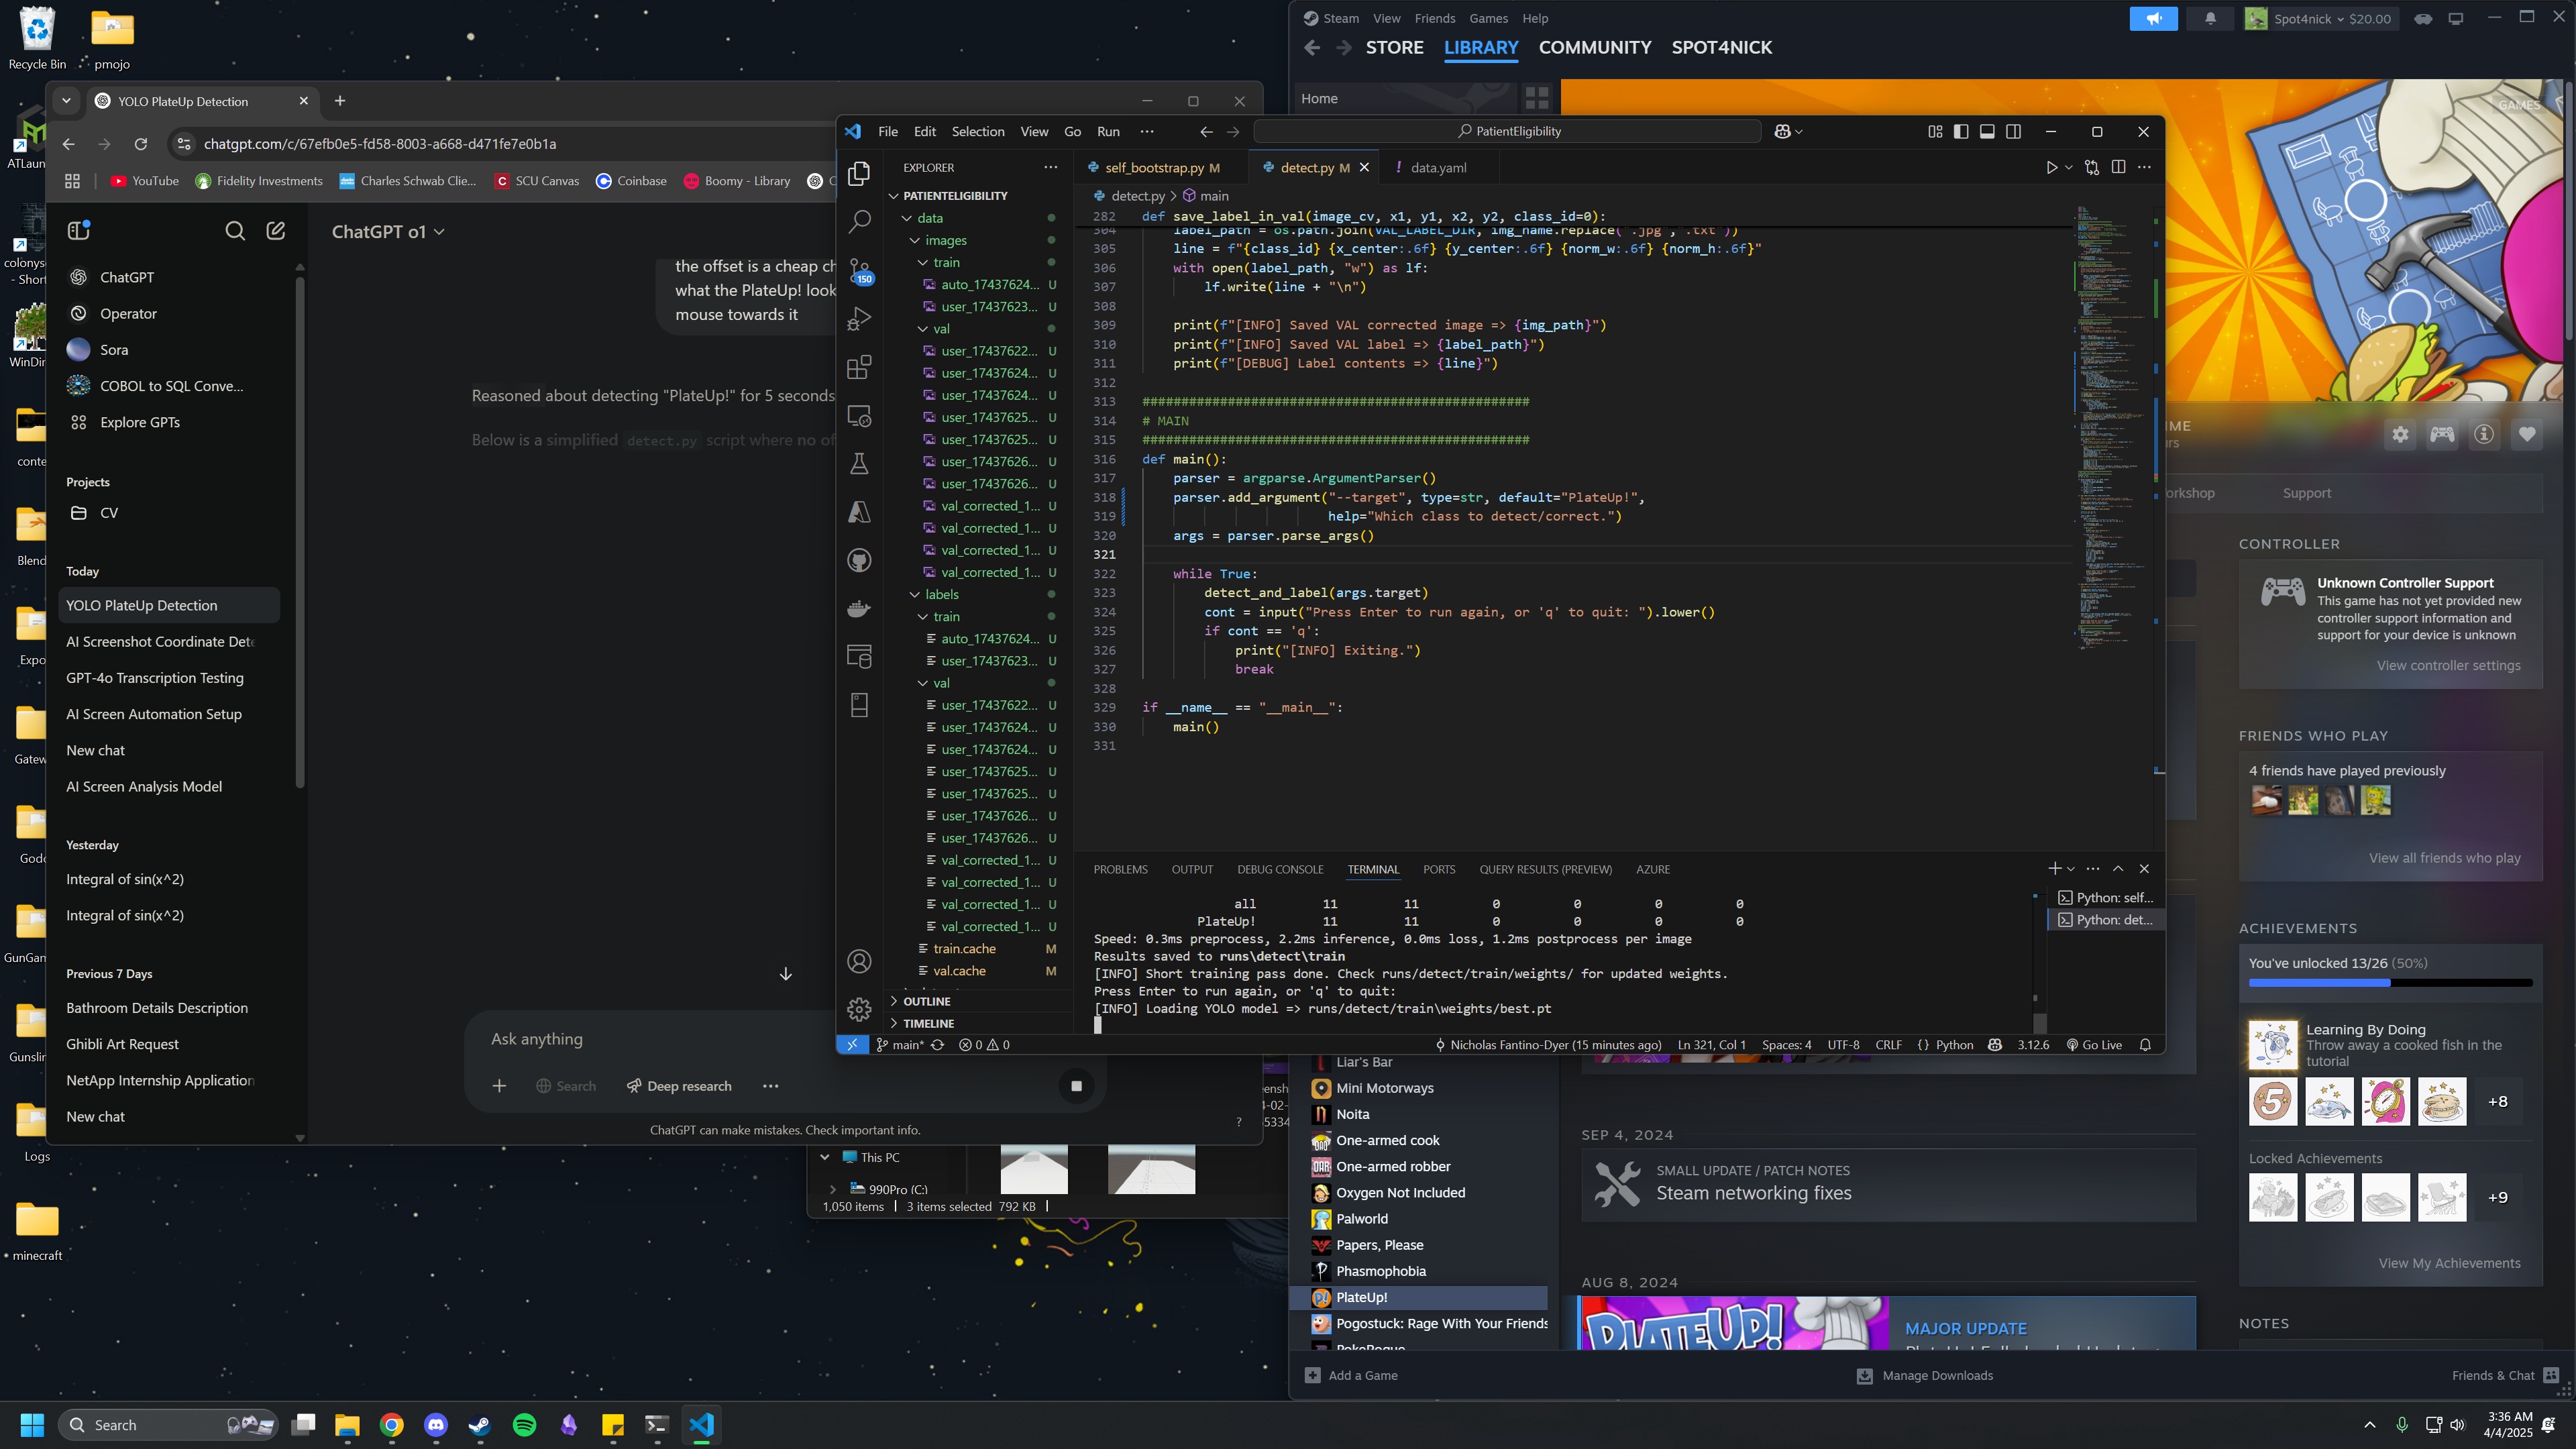 Recycle Bin
pmojo
ATLaun
colonys
- Short
WinDir
conte
Blend
Expo
Gatew
Godo
GunGan
Gunslin
Logs
minecraft
YOLO PlateUp Detection
chatgpt.com/c/67efb0e5-fd58-8003-a668-d471fe7e0b1a
YouTube
Fidelity Investments
Charles Schwab Clie...
SCU Canvas
Coinbase
Boomy - Library
ChatGPT
Operator
Sora
COBOL to SQL Conve...
Explore GPTs
Projects
CV
Today
YOLO PlateUp Detection
AI Screenshot Coordinate Dete
GPT-4o Transcription Testing
AI Screen Automation Setup
New chat
AI Screen Analysis Model
Yesterday
Integral of sin(x^2)
Integral of sin(x^2)
Previous 7 Days
Bathroom Details Description
Ghibli Art Request
NetApp Internship Application
New chat
ChatGPT o1
the offset is a cheap ch
what the PlateUp! look
mouse towards it
Reasoned about detecting "PlateUp!" for 5 seconds
Below is a simplified detect.py script where no of
Ask anything
Search
Deep research
ChatGPT can make mistakes. Check important info.
?
File Edit Selection View Go Run ...
PatientEligibility
EXPLORER
PATIENTELIGIBILITY
data
images
train
auto_17437624... U
user_17437623... U
val
user_17437622... U
user_17437624... U
user_17437624... U
user_17437625... U
user_17437625... U
user_17437626... U
user_17437626... U
val_corrected_1... U
val_corrected_1... U
val_corrected_1... U
val_corrected_1... U
labels
train
auto_17437624... U
user_17437623... U
val
user_17437622... U
user_17437624... U
user_17437624... U
user_17437625... U
user_17437625... U
user_17437626... U
user_17437626... U
val_corrected_1... U
val_corrected_1... U
val_corrected_1... U
val_corrected_1... U
train.cache M
val.cache M
OUTLINE
TIMELINE
150
self_bootstrap.py M
detect.py M
data.yaml
detect.py > main
282 def save_label_in_val(image_cv, x1, y1, x2, y2, class_id=0):
304 label_path = os.path.join(VAL_LABEL_DIR, img_name.replace(".jpg", ".txt"))
305 line = f"{class_id} {x_center:.6f} {y_center:.6f} {norm_w:.6f} {norm_h:.6f}"
306 with open(label_path, "w") as lf:
307 lf.write(line + "\n")
308
309 print(f"[INFO] Saved VAL corrected image => {img_path}")
310 print(f"[INFO] Saved VAL label => {label_path}")
311 print(f"[DEBUG] Label contents => {line}")
312
313 ##################################################
314 # MAIN
315 ##################################################
316 def main():
317 parser = argparse.ArgumentParser()
318 parser.add_argument("--target", type=str, default="PlateUp!",
319 help="Which class to detect/correct.")
320 args = parser.parse_args()
321
322 while True:
323 detect_and_label(args.target)
324 cont = input("Press Enter to run again, or 'q' to quit: ").lower()
325 if cont == 'q':
326 print("[INFO] Exiting.")
327 break
328
329 if __name__ == "__main__":
330 main()
331
PROBLEMS OUTPUT DEBUG CONSOLE TERMINAL PORTS QUERY RESULTS (PREVIEW) AZURE
all 11 11 0 0 0 0
PlateUp! 11 11 0 0 0 0
Speed: 0.3ms preprocess, 2.2ms inference, 0.0ms loss, 1.2ms postprocess per image
Results saved to runs\detect\train
[INFO] Short training pass done. Check runs/detect/train/weights/ for updated weights.
Press Enter to run again, or 'q' to quit:
[INFO] Loading YOLO model => runs/detect/train\weights/best.pt
Python: self...
Python: det...
main* 0 0
Nicholas Fantino-Dyer (15 minutes ago) Ln 321, Col 1 Spaces: 4 UTF-8 CRLF { } Python 3.12.6 Go Live
This PC
990Pro (C:)
1,050 items
3 items selected 792 KB
Steam View Friends Games Help
Spot4nick $20.00
STORE LIBRARY COMMUNITY SPOT4NICK
Home
GAMES
Support
CONTROLLER
Unknown Controller Support
This game has not yet provided new
controller support information and
support for your device is unknown
View controller settings
FRIENDS WHO PLAY
4 friends have played previously
View all friends who play
ACHIEVEMENTS
You've unlocked 13/26 (50%)
Learning By Doing
Throw away a cooked fish in the
tutorial
5
+8
Locked Achievements
+9
View My Achievements
NOTES
Liar's Bar
Mini Motorways
Noita
One-armed cook
One-armed robber
Oxygen Not Included
Palworld
Papers, Please
Phasmophobia
PlateUp!
Pogostuck: Rage With Your Friends
PokeRogue
SEP 4, 2024
SMALL UPDATE / PATCH NOTES
Steam networking fixes
AUG 8, 2024
PLATEUP!
MAJOR UPDATE
Add a Game
Manage Downloads
Friends & Chat
Search
3:36 AM
4/4/2025